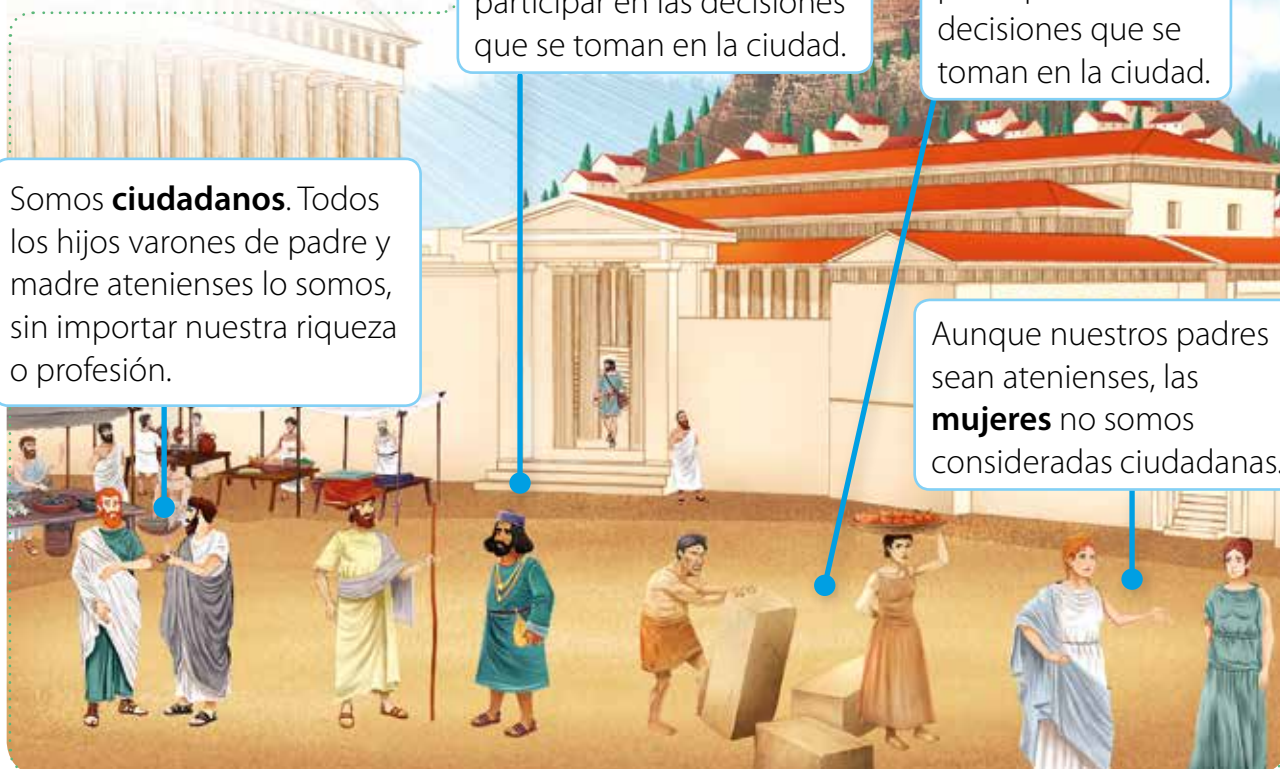 participar en las decisiones
que se toman en la ciudad.
decisiones que se
toman en la ciudad.
Somos ciudadanos. Todos
los hijos varones de padre y
madre atenienses lo somos,
sin importar nuestra riqueza
o profesión.
Aunque nuestros padres
sean atenienses, las
mujeres no somos
consideradas ciudadanas.